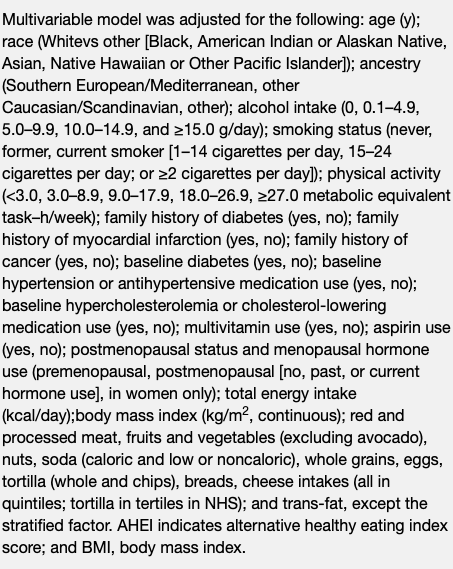 Multivariable model was adjusted for the following: age (y);
race (Whitevs other [Black, American Indian or Alaskan Native,
Asian, Native Hawaiian or Other Pacific Islander]); ancestry
(Southern European/Mediterranean, other
Caucasian/Scandinavian, other); alcohol intake (0, 0.1–4.9,
5.0–9.9, 10.0–14.9, and ≥15.0 g/day); smoking status (never,
former, current smoker [1–14 cigarettes per day, 15–24
cigarettes per day; or ≥2 cigarettes per day]); physical activity
(<3.0, 3.0–8.9, 9.0–17.9, 18.0–26.9, ≥27.0 metabolic equivalent
task–h/week); family history of diabetes (yes, no); family
history of myocardial infarction (yes, no); family history of
cancer (yes, no); baseline diabetes (yes, no); baseline
hypertension or antihypertensive medication use (yes, no);
baseline hypercholesterolemia or cholesterol-lowering
medication use (yes, no); multivitamin use (yes, no); aspirin use
(yes, no); postmenopausal status and menopausal hormone
use (premenopausal, postmenopausal [no, past, or current
hormone use], in women only); total energy intake
(kcal/day);body mass index (kg/m², continuous); red and
processed meat, fruits and vegetables (excluding avocado),
nuts, soda (caloric and low or noncaloric), whole grains, eggs,
tortilla (whole and chips), breads, cheese intakes (all in
quintiles; tortilla in tertiles in NHS); and trans-fat, except the
stratified factor. AHEI indicates alternative healthy eating index
score; and BMI, body mass index.